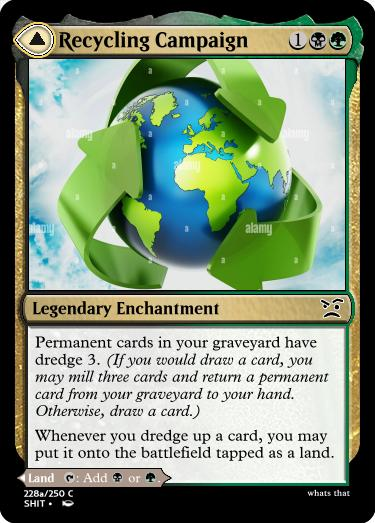 Recycling Campaign 1
alamy
a
a
alamy
a
a
a
alamy
a
a
alamy
a
a
alamy
Legendary Enchantment
Permanent cards in your graveyard have
dredge 3. (If you would draw a card, you
may mill three cards and return a permanent
card from your graveyard to your hand.
Otherwise, draw a card.)
Whenever you dredge up a card, you may
put it onto the battlefield tapped as a land.
Land : Add or .
228a/250 C
SHIT •
whats that